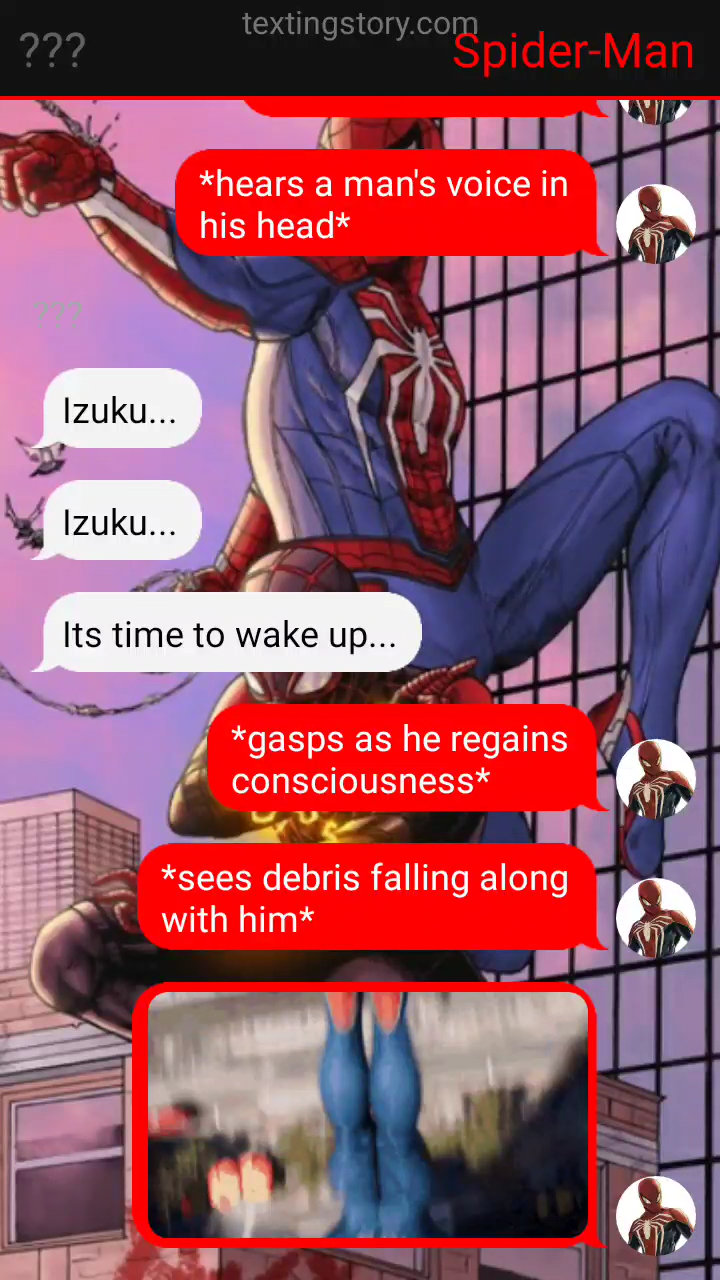 textingstory.com
???
Spider-Man
*hears a man's voice in
his head*
???
Izuku...
Izuku...
Its time to wake up...
*gasps as he regains
consciousness*
*sees debris falling along
with him*